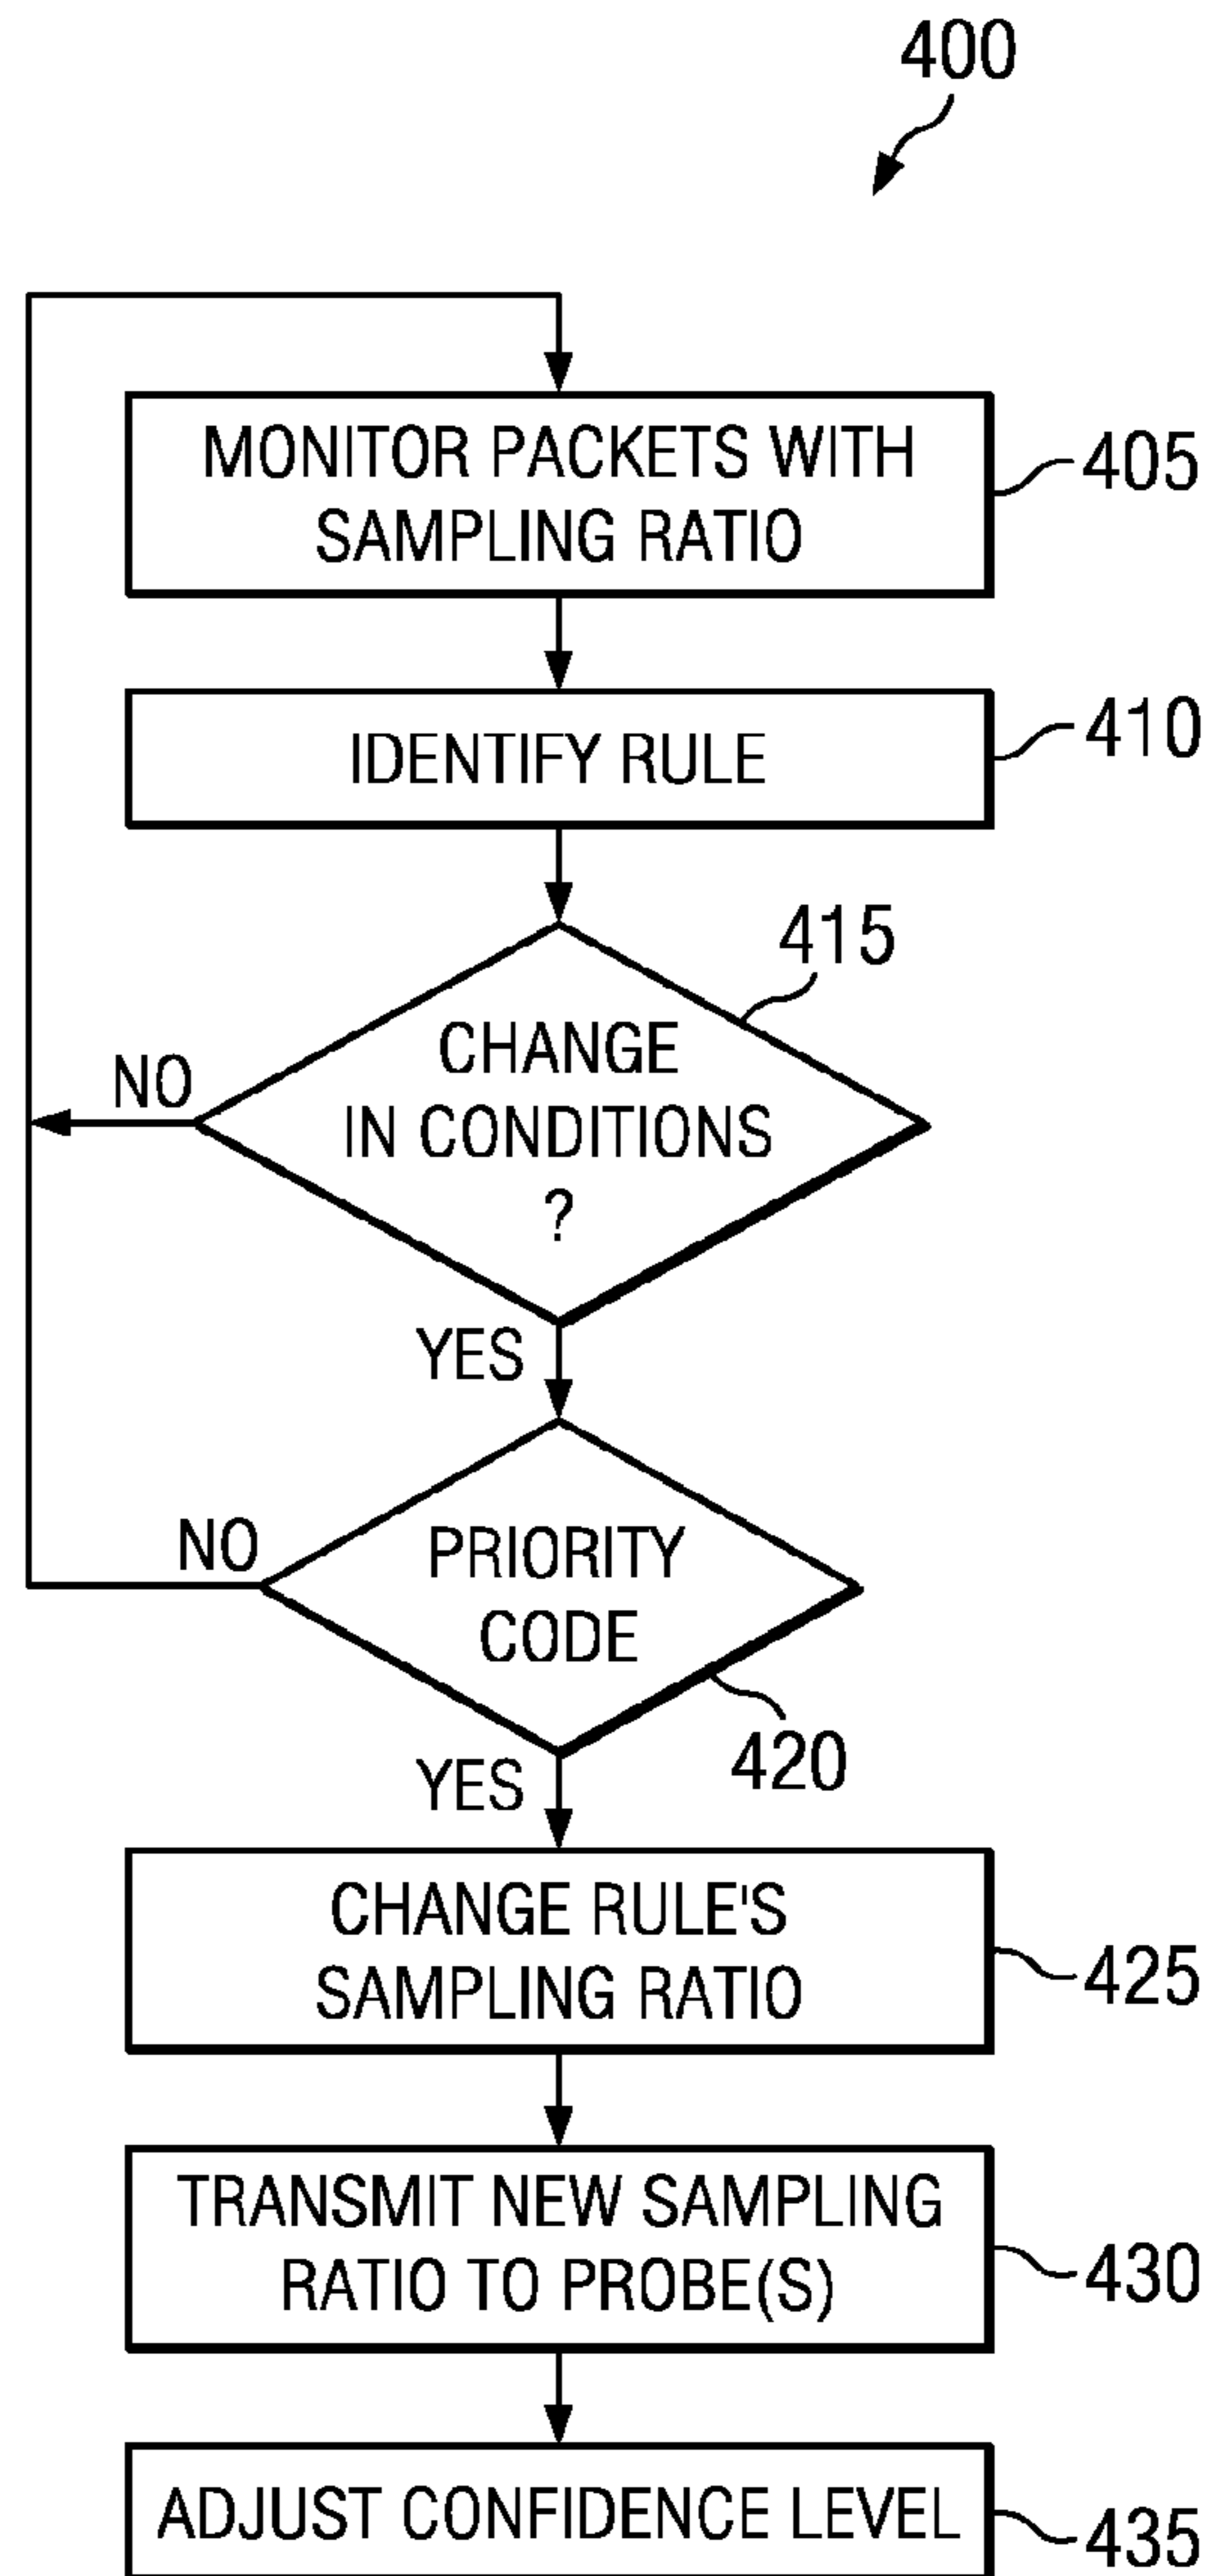 400
MONITOR PACKETS WITH
SAMPLING RATIO
405
IDENTIFY RULE
410
415
CHANGE
IN CONDITIONS
?
NO
YES
PRIORITY
CODE
NO
420
YES
CHANGE RULE'S
SAMPLING RATIO
425
TRANSMIT NEW SAMPLING
RATIO TO PROBE(S)
430
ADJUST CONFIDENCE LEVEL
435